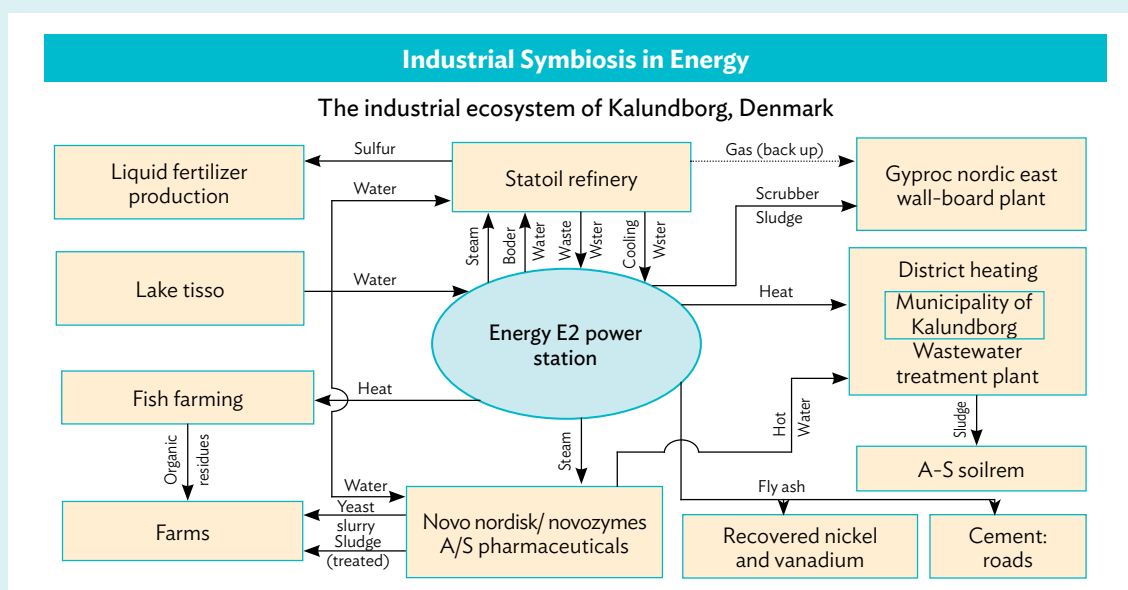 Industrial Symbiosis in Energy
The industrial ecosystem of Kalundborg, Denmark
Liquid fertilizer
production
Sulfur
Statoil refinery
Gas (back up)
Gyproc nordic east
wall-board plant
Water
Scrubber
Sludge
Steam
Boder
Water
Waste
Wster
Cooling
Wster
Lake tisso
Water
Heat
District heating
Municipality of
Kalundborg
Wastewater
treatment plant
Energy E2 power
station
Fish farming
Heat
Hot
Water
Organic
residues
Steam
Sludge
A-S soilrem
Water
Yeast
slurry
Sludge
(treated)
Farms
Novo nordisk/ novozymes
A/S pharmaceuticals
Fly ash
Recovered nickel
and vanadium
Cement:
roads